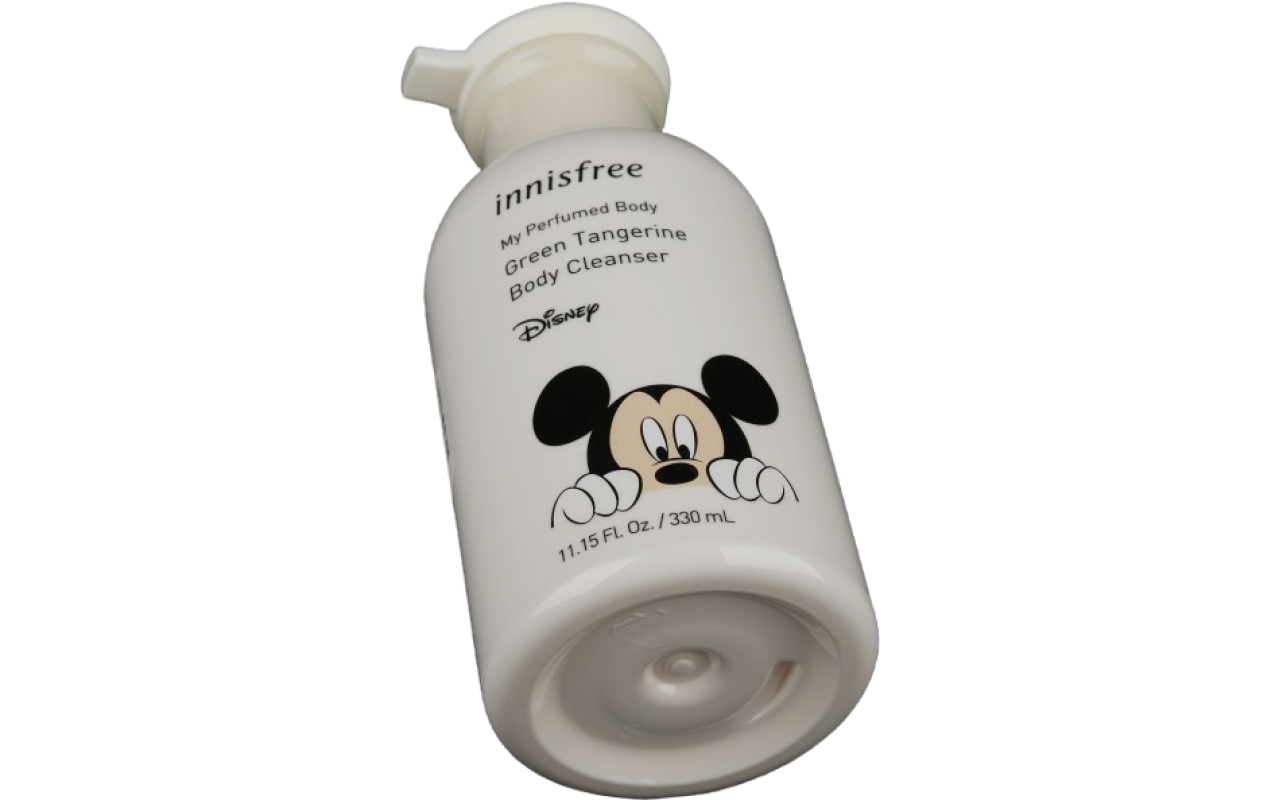 innisfree
My Perfumed Body
Green Tangerine
Body Cleanser
Disney
11.15 Fl. Oz. / 330 mL